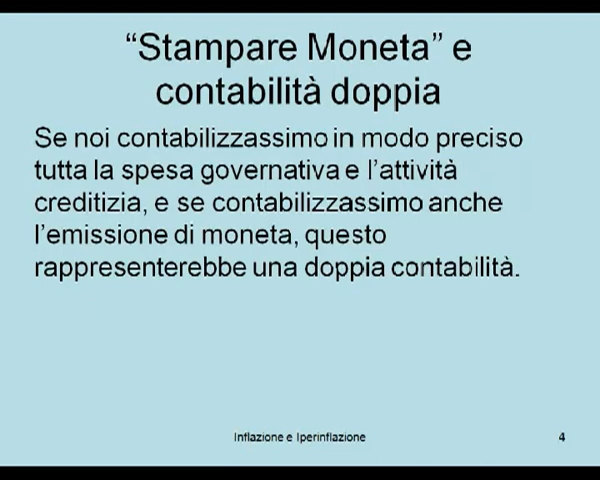 “Stampare Moneta” e
contabilità doppia
Se noi contabilizzassimo in modo preciso
tutta la spesa governativa e l’attività
creditizia, e se contabilizzassimo anche
l’emissione di moneta, questo
rappresenterebbe una doppia contabilità.
Inflazione e Iperinflazione
4